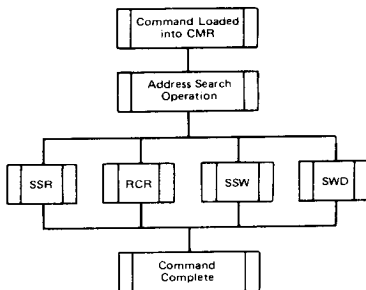 Command Loaded
into CMR
Address Search
Operation
SSR
RCR
SSW
SWD
Command
Complete